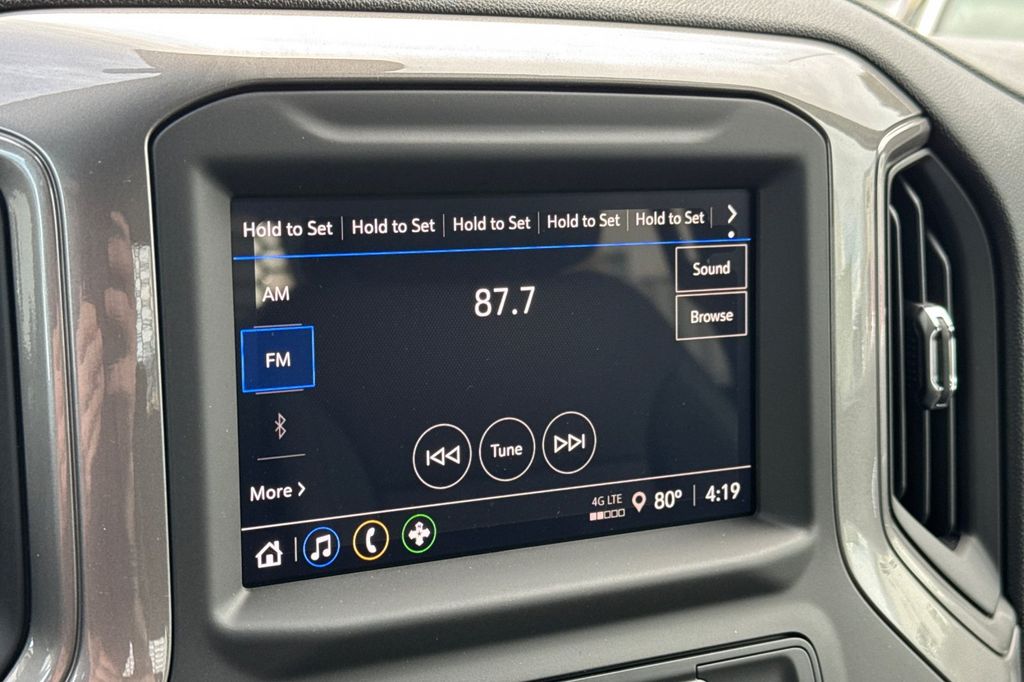 Hold to Set Hold to Set Hold to Set Hold to Set Hold to Set
AM
87.7
Sound
Browse
FM
Tune
More
4G LTE
80° 4:19